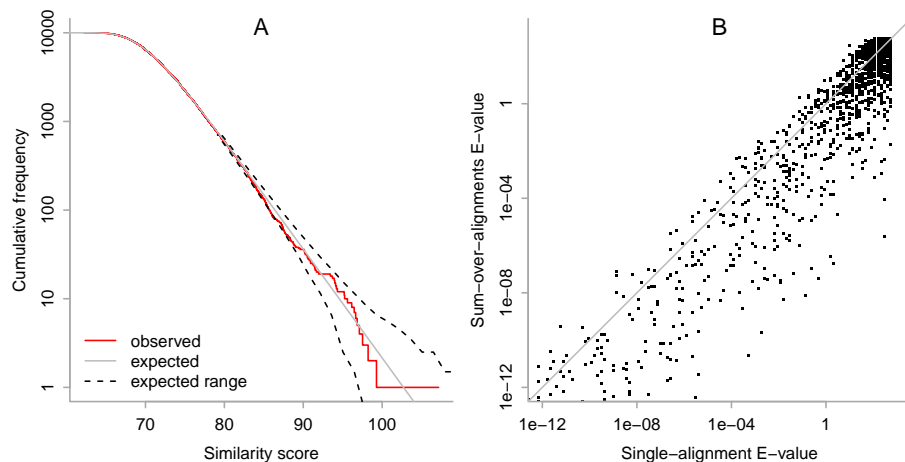 A
Cumulative frequency
10000
1000
100
10
1
observed
expected
expected range
70
80
90
100
Similarity score
B
Sum−over−alignments E−value
1
1e−04
1e−08
1e−12
1e−12
1e−08
1e−04
1
Single−alignment E−value